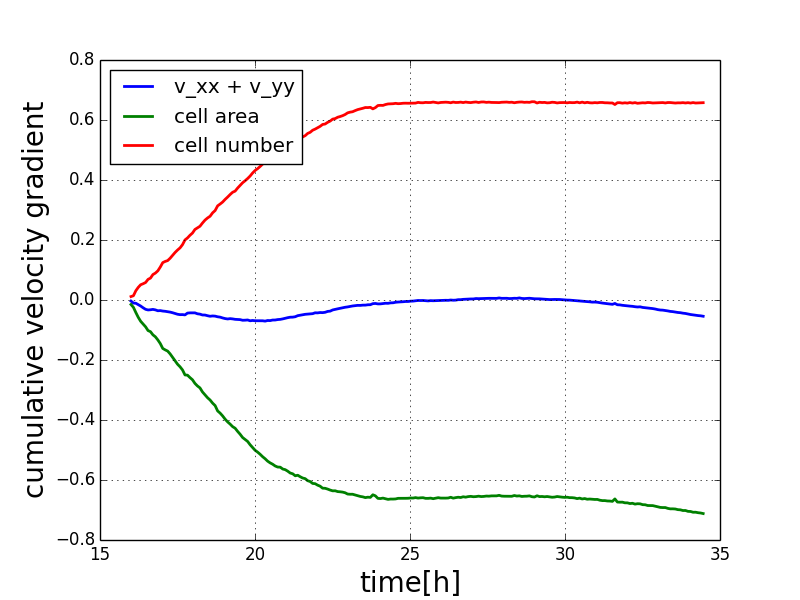 v_xx + v_yy
cell area
cell number
cumulative velocity gradient
0.8
0.6
0.4
0.2
0.0
−0.2
−0.4
−0.6
−0.8
15
20
25
30
35
time[h]